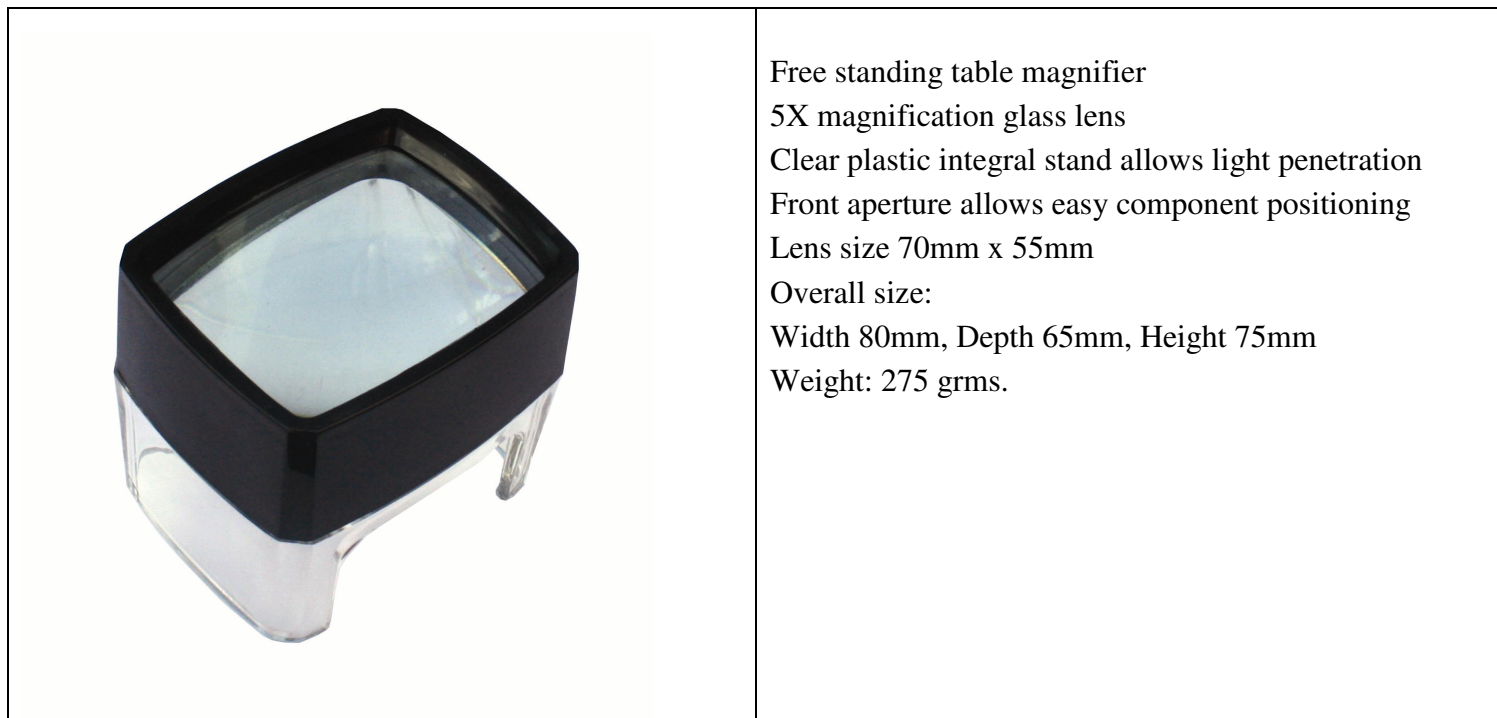 Free standing table magnifier
5X magnification glass lens
Clear plastic integral stand allows light penetration
Front aperture allows easy component positioning
Lens size 70mm x 55mm
Overall size:
Width 80mm, Depth 65mm, Height 75mm
Weight: 275 grms.